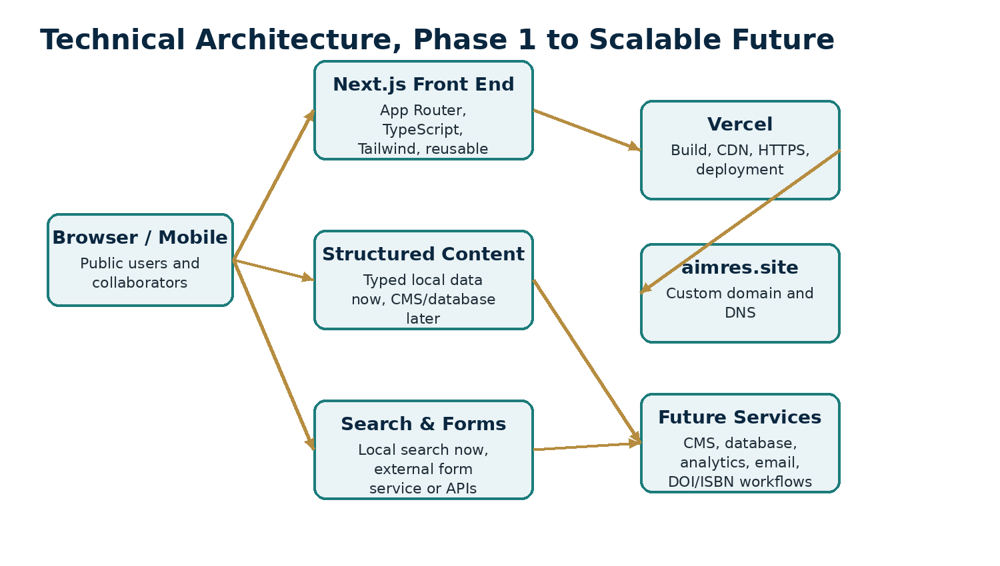 Technical Architecture, Phase 1 to Scalable Future
Next.js Front End
App Router,
TypeScript,
Tailwind, reusable
Vercel
Build, CDN, HTTPS,
deployment
Browser / Mobile
Public users and
collaborators
Structured Content
Typed local data
now, CMS/database
later
aimres.site
Custom domain and
DNS
Search & Forms
Local search now,
external form
service or APIs
Future Services
CMS, database,
analytics, email,
DOI/ISBN workflows